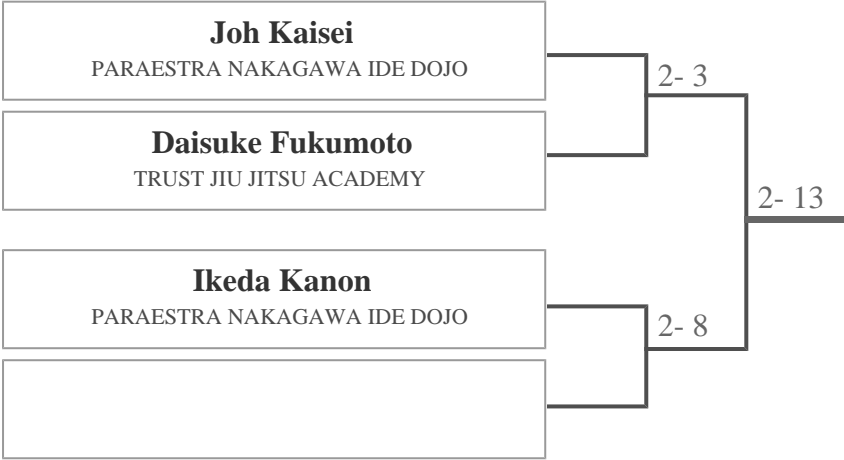 Joh Kaisei
PARAESTRA NAKAGAWA IDE DOJO
2- 3
Daisuke Fukumoto
TRUST JIU JITSU ACADEMY
2- 13
Ikeda Kanon
PARAESTRA NAKAGAWA IDE DOJO
2- 8